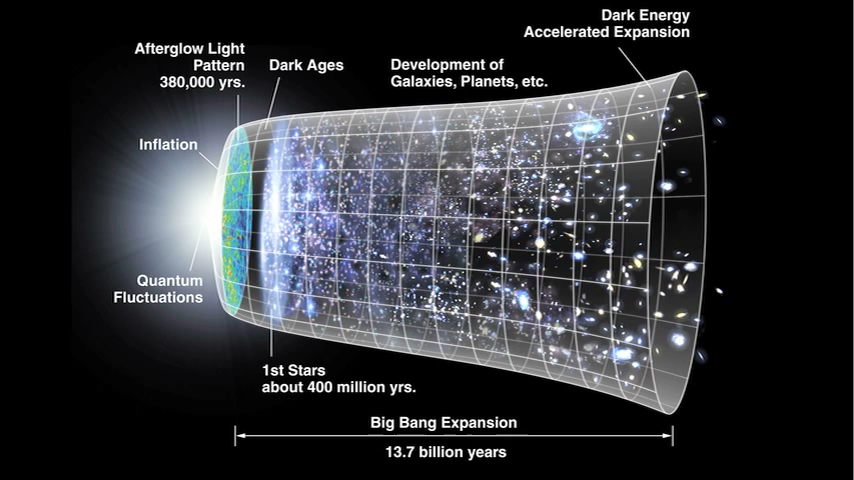 Dark Energy
Accelerated Expansion
Afterglow Light
Pattern
380,000 yrs.
Dark Ages
Development of
Galaxies, Planets, etc.
Inflation
Quantum
Fluctuations
1st Stars
about 400 million yrs.
Big Bang Expansion
13.7 billion years